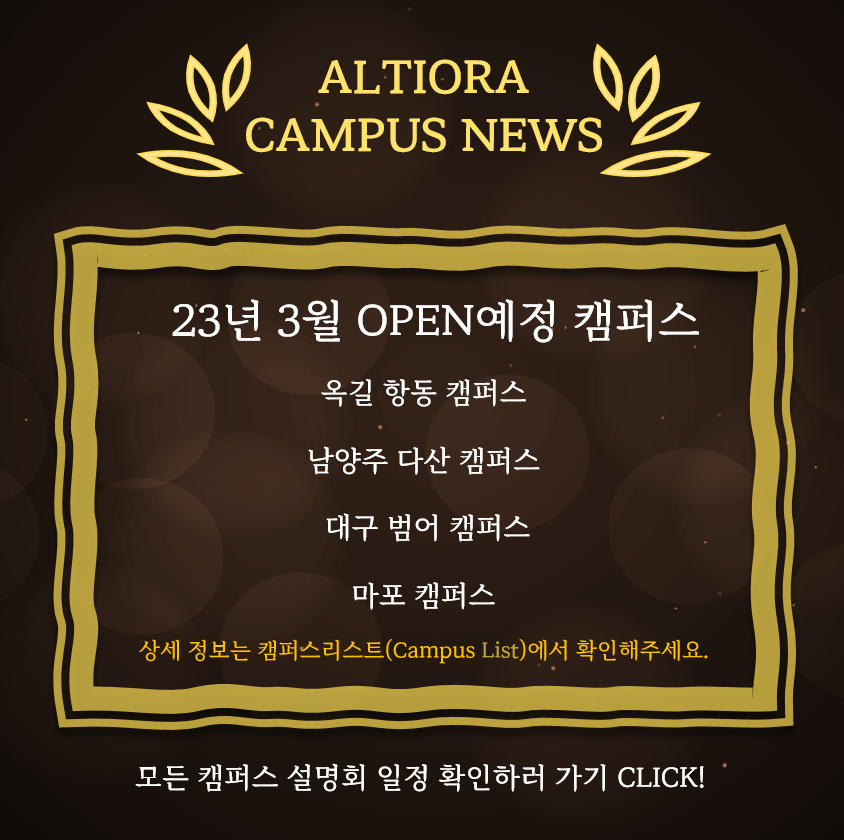 ALTIORA
CAMPUS NEWS
23년 3월 OPEN예정 캠퍼스
옥길 항동 캠퍼스
남양주 다산 캠퍼스
대구 범어 캠퍼스
마포 캠퍼스
상세 정보는 캠퍼스리스트(Campus List)에서 확인해주세요.
모든 캠퍼스 설명회 일정 확인하러 가기 CLICK!